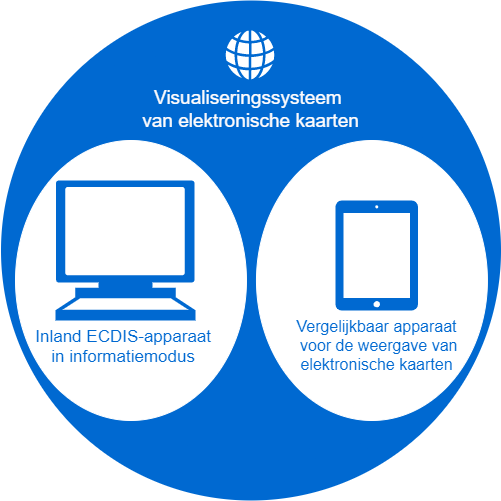 Visualiseringssysteem
van elektronische kaarten
Inland ECDIS-apparaat
in informatiemodus
Vergelijkbaar apparaat
voor de weergave van
elektronische kaarten